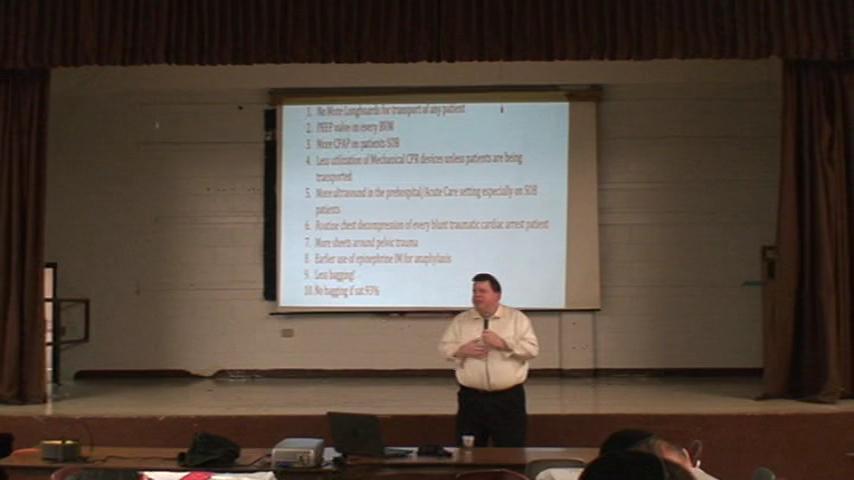 1. No More Longboards for transport of any patient
2. PEEP valve on every BVM
3. More CPAP on patients SOB
4. Less utilization of Mechanical CPR devices unless patients are being
transported
5. More ultrasound in the prehospital/Acute Care setting especially on SOB
patients
6. Routine chest decompression of every blunt traumatic cardiac arrest patient
7. More sheets around pelvic trauma
8. Earlier use of epinephrine IM for anaphylaxis
9. Less bagging!
10. No bagging if sat 93%